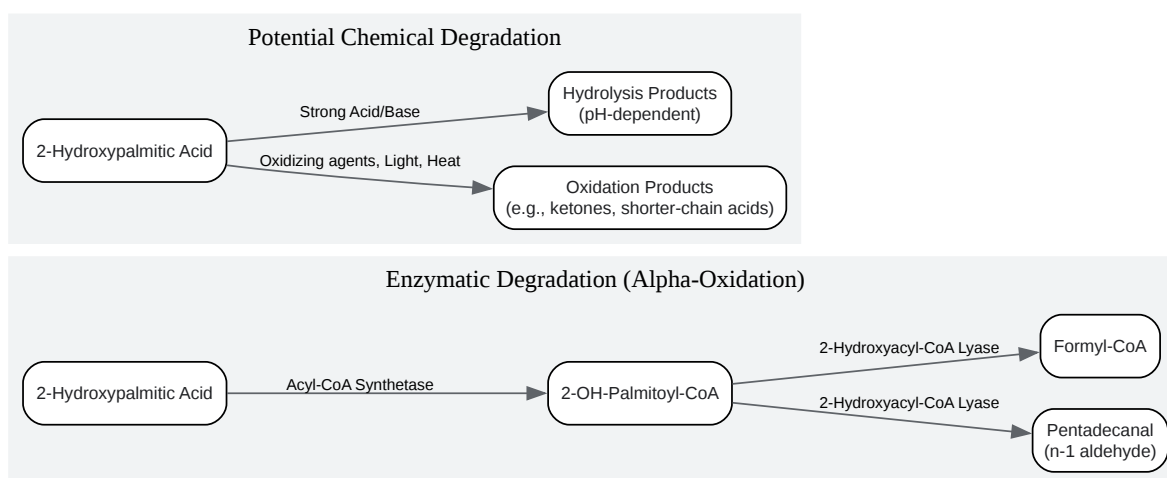 Potential Chemical Degradation
2-Hydroxypalmitic Acid
Strong Acid/Base
Hydrolysis Products
(pH-dependent)
Oxidizing agents, Light, Heat
Oxidation Products
(e.g., ketones, shorter-chain acids)
Enzymatic Degradation (Alpha-Oxidation)
2-Hydroxypalmitic Acid
Acyl-CoA Synthetase
2-OH-Palmitoyl-CoA
2-Hydroxyacyl-CoA Lyase
Formyl-CoA
2-Hydroxyacyl-CoA Lyase
Pentadecanal
(n-1 aldehyde)